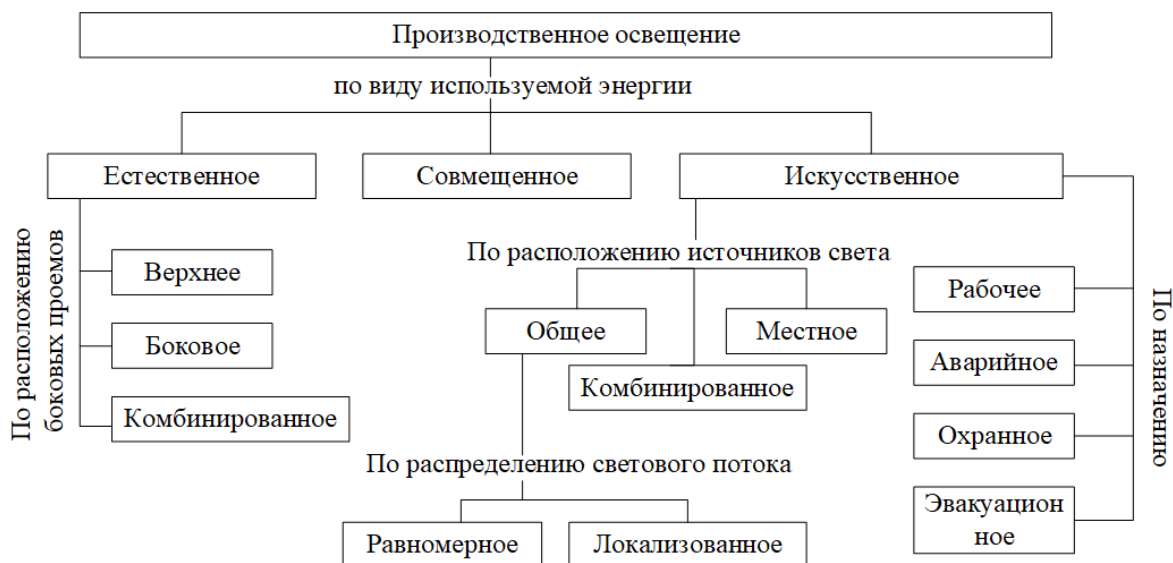 Производственное освещение
по виду используемой энергии
Естественное
Совмещенное
Искусственное
По расположению
боковых проемов
Верхнее
Боковое
Комбинированное
По расположению источников света
Общее
Местное
Комбинированное
По распределению светового потока
Равномерное
Локализованное
По назначению
Рабочее
Аварийное
Охранное
Эвакуацион
ное